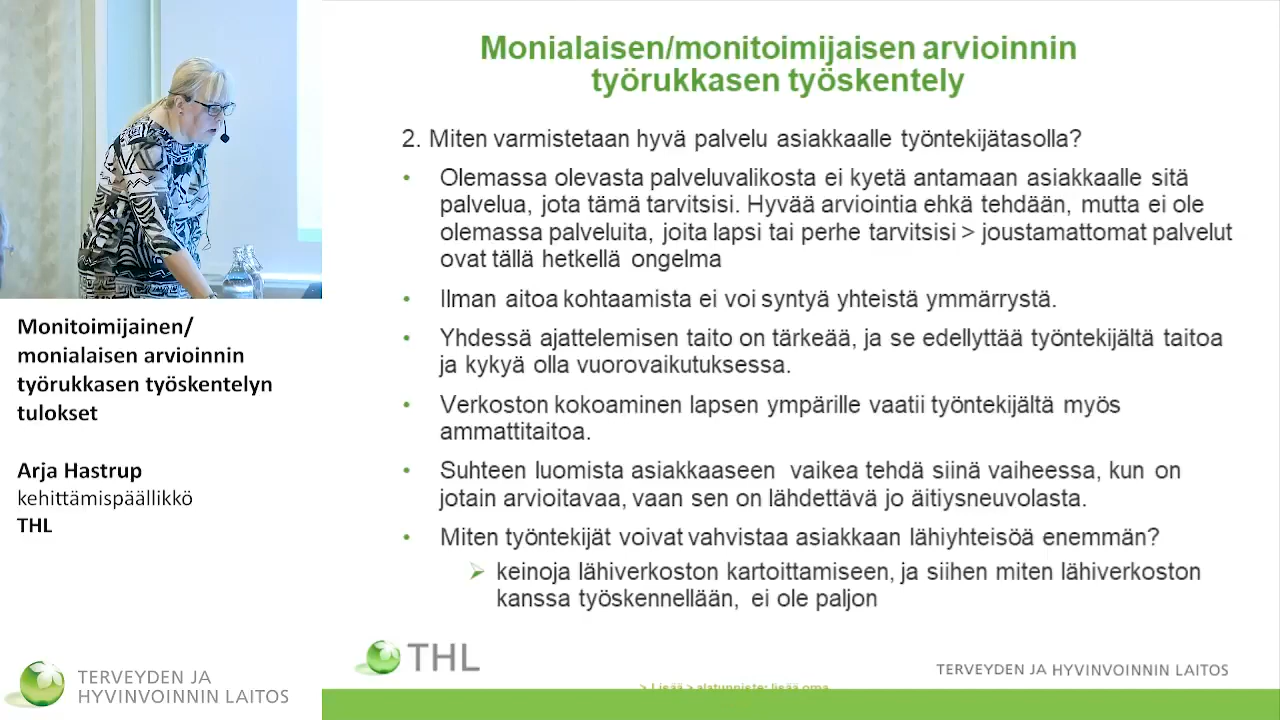 Monialaisen/monitoimijaisen arvioinnin
työrukkasen työskentely
2. Miten varmistetaan hyvä palvelu asiakkaalle työntekijätasolla?
• Olemassa olevasta palveluvalikosta ei kyetä antamaan asiakkaalle sitä
palvelua, jota tämä tarvitsisi. Hyvää arviointia ehkä tehdään, mutta ei ole
olemassa palveluita, joita lapsi tai perhe tarvitsisi > joustamattomat palvelut
ovat tällä hetkellä ongelma
• Ilman aitoa kohtaamista ei voi syntyä yhteistä ymmärrystä.
• Yhdessä ajattelemisen taito on tärkeää, ja se edellyttää työntekijältä taitoa
ja kykyä olla vuorovaikutuksessa.
• Verkoston kokoaminen lapsen ympärille vaatii työntekijältä myös
ammattitaitoa.
• Suhteen luomista asiakkaaseen vaikea tehdä siinä vaiheessa, kun on
jotain arvioitavaa, vaan sen on lähdettävä jo äitiysneuvolasta.
• Miten työntekijät voivat vahvistaa asiakkaan lähiyhteisöä enemmän?
➢ keinoja lähiverkoston kartoittamiseen, ja siihen miten lähiverkoston
kanssa työskennellään, ei ole paljon
THL
TERVEYDEN JA HYVINVOINNIN LAITOS
> Lisää > alatunniste: lisää oma
Monitoimijainen/
monialaisen arvioinnin
työrukkasen työskentelyn
tulokset
Arja Hastrup
kehittämispäällikkö
THL
TERVEYDEN JA
HYVINVOINNIN LAITOS